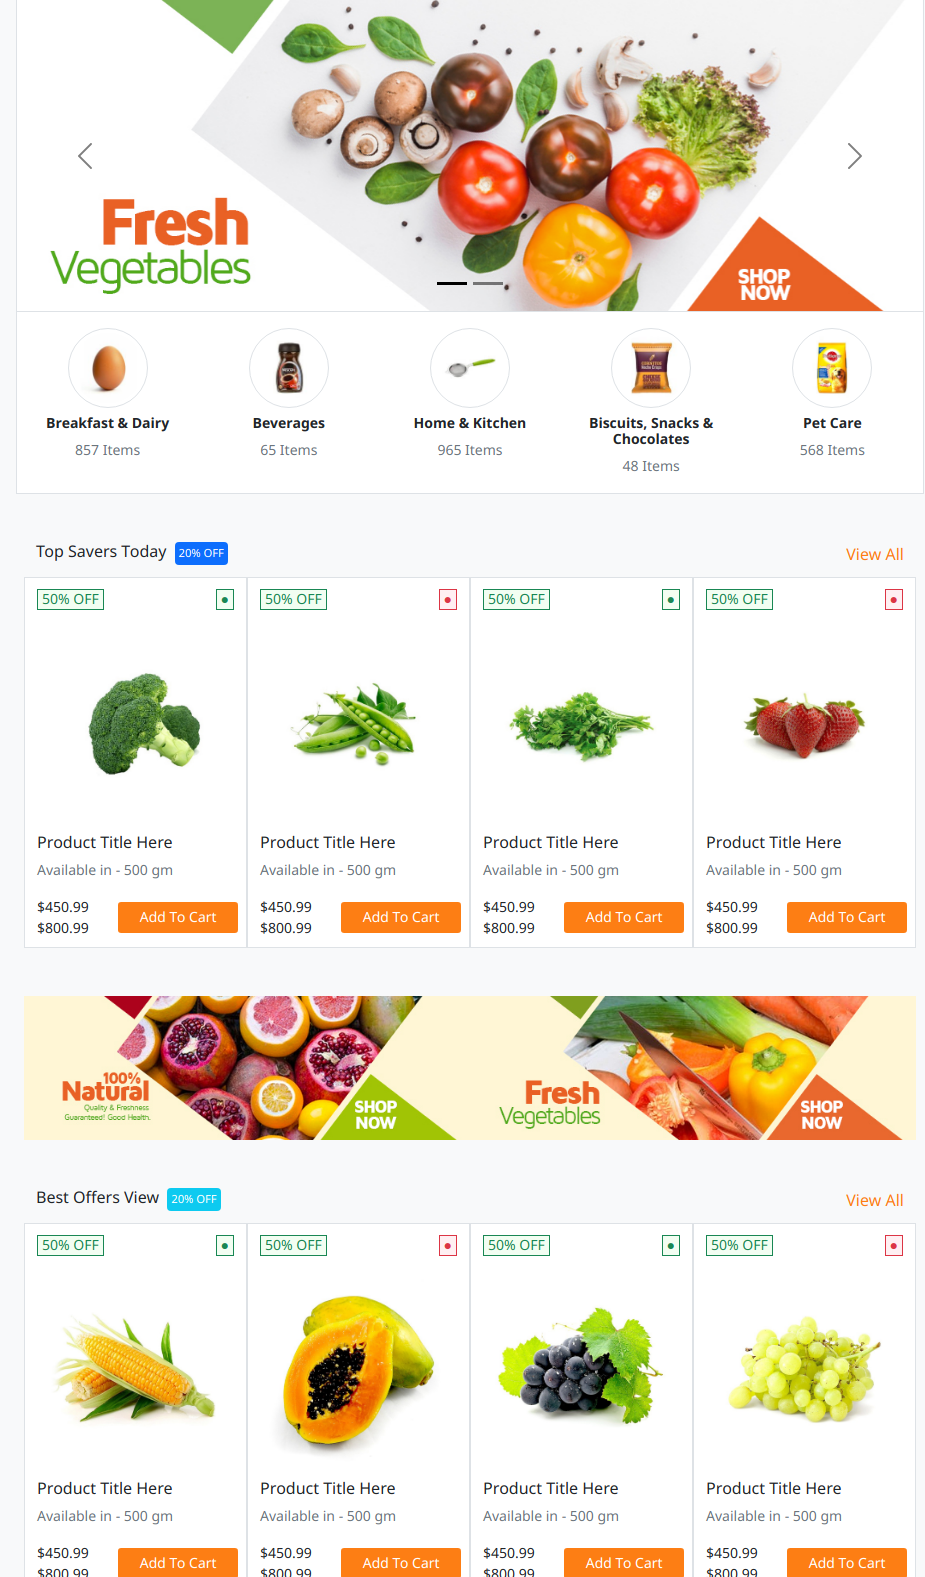 Fresh
Vegetables
SHOP
NOW
Breakfast & Dairy
857 Items
Beverages
65 Items
Home & Kitchen
965 Items
Biscuits, Snacks &
Chocolates
48 Items
Pet Care
568 Items
Top Savers Today 20% OFF
View All
50% OFF
50% OFF
50% OFF
50% OFF
Product Title Here
Product Title Here
Product Title Here
Product Title Here
Available in - 500 gm
Available in - 500 gm
Available in - 500 gm
Available in - 500 gm
$450.99
$800.99
Add To Cart
$450.99
$800.99
Add To Cart
$450.99
$800.99
Add To Cart
$450.99
$800.99
Add To Cart
100%
Natural
Quality & Freshness
Guaranteed! Good Health.
SHOP
NOW
Fresh
Vegetables
SHOP
NOW
Best Offers View 20% OFF
View All
50% OFF
50% OFF
50% OFF
50% OFF
Product Title Here
Product Title Here
Product Title Here
Product Title Here
Available in - 500 gm
Available in - 500 gm
Available in - 500 gm
Available in - 500 gm
$450.99
$800.99
Add To Cart
$450.99
$800.99
Add To Cart
$450.99
$800.99
Add To Cart
$450.99
$800.99
Add To Cart